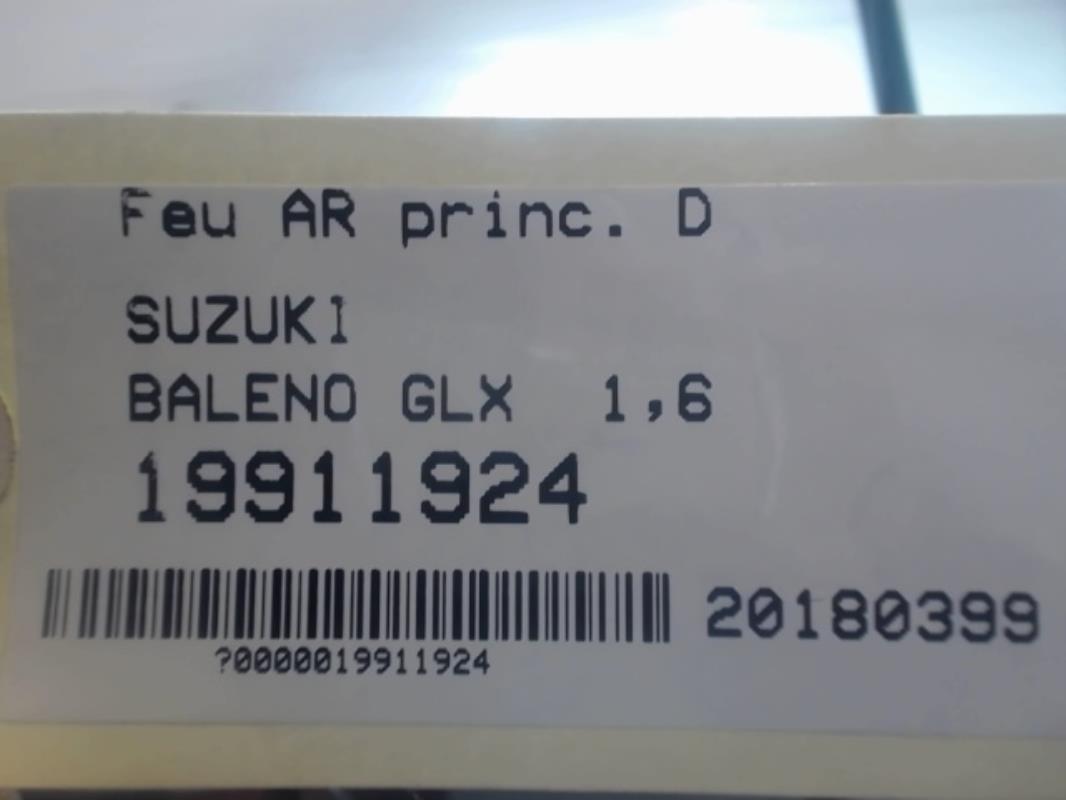 Feu AR princ. D
SUZUKI
BALENO GLX 1,6
19911924
20180399
?0000019911924